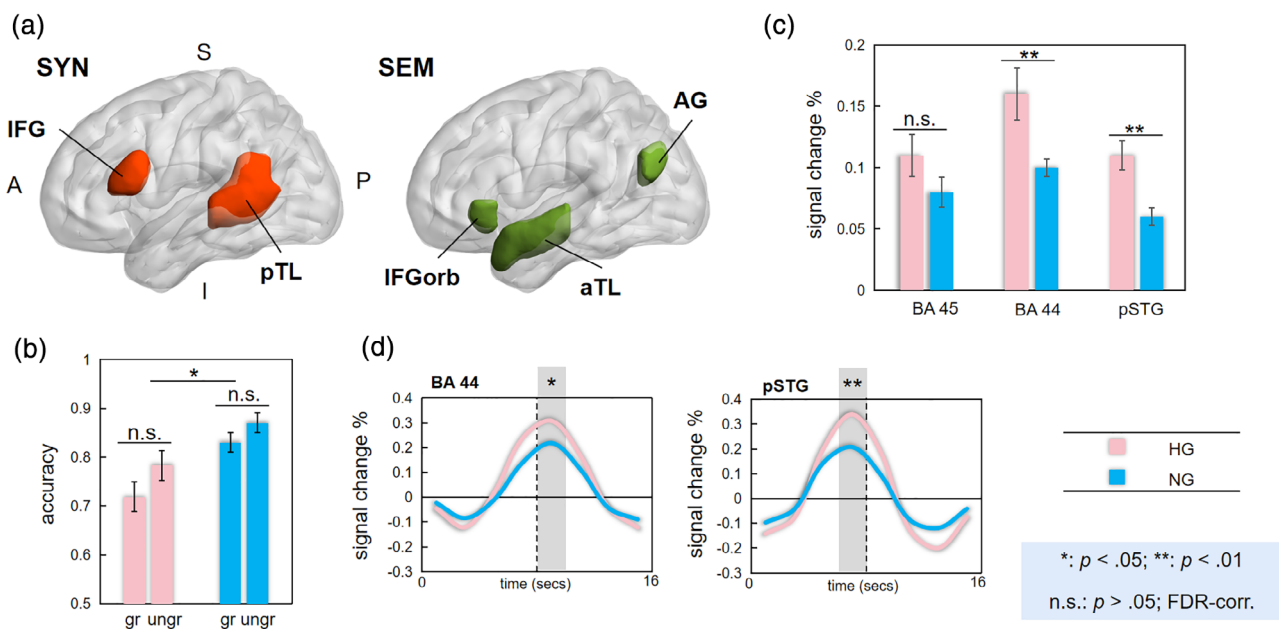 (a)
SYN
S
SEM
IFG
AG
A
P
IFGorb
pTL
aTL
I
(c)
signal change %
0.2
0.15
0.1
0.05
0
n.s.
**
**
BA 45
BA 44
pSTG
(b)
accuracy
1
0.9
0.8
0.7
0.6
0.5
n.s.
*
n.s.
gr ungr
gr ungr
(d)
BA 44
*
signal change %
0.4
0.3
0.2
0.1
0
-0.1
-0.2
-0.3
0
time (secs)
16
pSTG
**
signal change %
0.4
0.3
0.2
0.1
0
-0.1
-0.2
-0.3
0
time (secs)
16
HG
NG
*: p < .05; **: p < .01
n.s.: p > .05; FDR-corr.